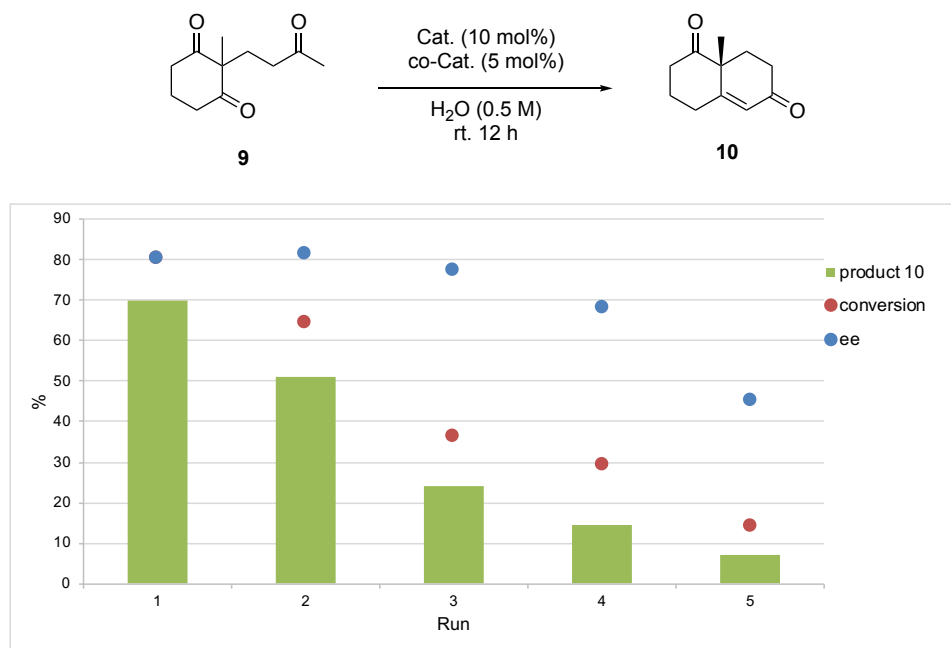 O
O
O
Cat. (10 mol%)
co-Cat. (5 mol%)
H₂O (0.5 M)
rt. 12 h
9
O
O
10
90
80
70
60
50
40
30
20
10
0
%
1 2 3 4 5
Run
product 10
conversion
ee